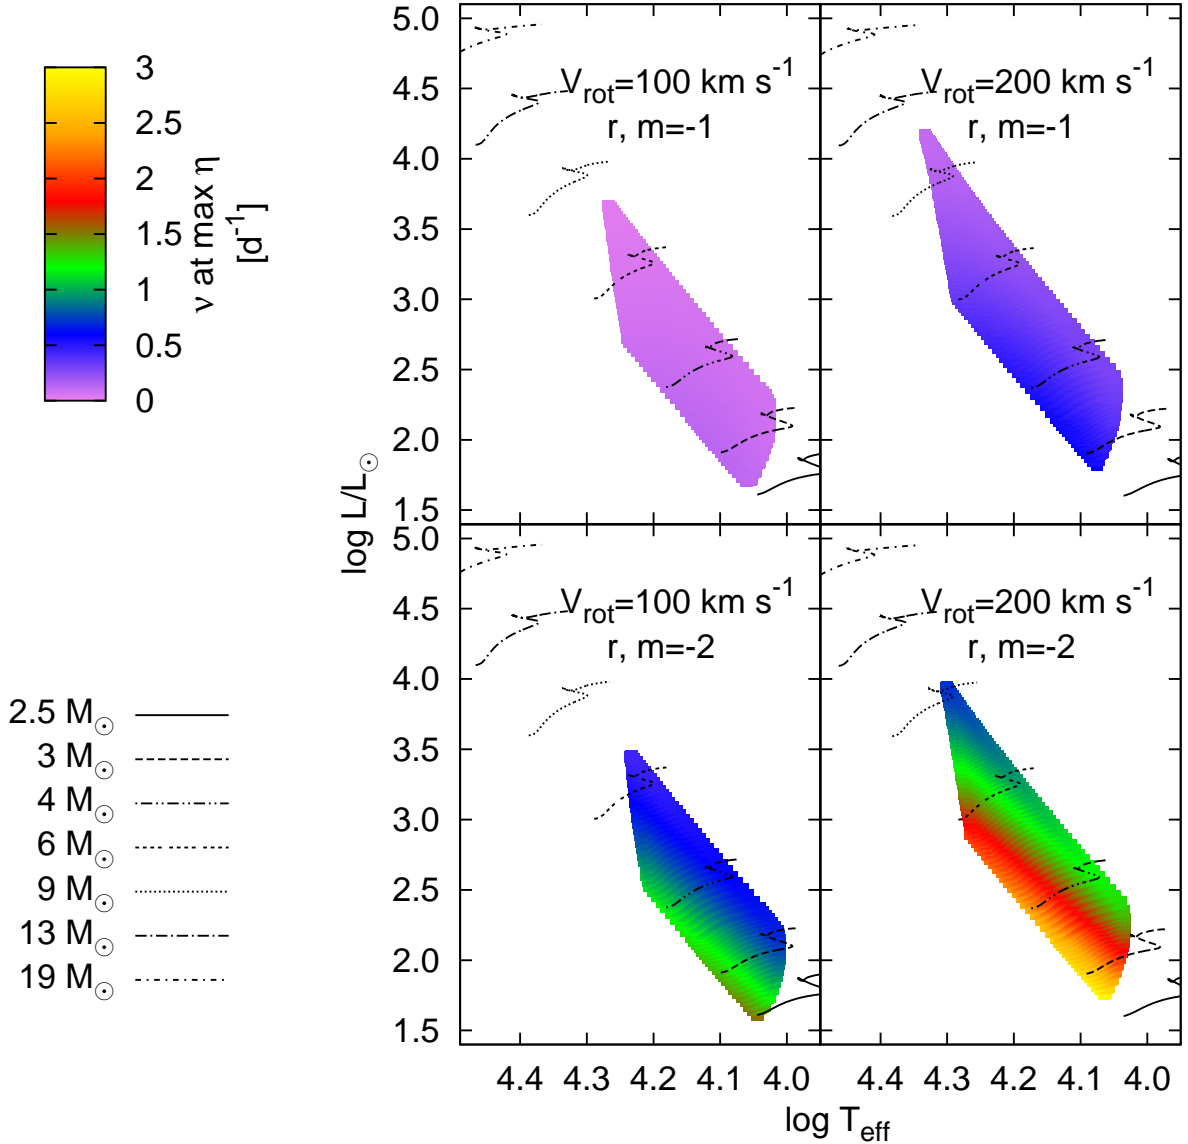 3
2.5
2
1.5
1
0.5
0
ν at max η
[d⁻¹]
2.5 M☉
3 M☉
4 M☉
6 M☉
9 M☉
13 M☉
19 M☉
log L/L☉
5.0
4.5
4.0
3.5
3.0
2.5
2.0
1.5
V_rot=100 km s⁻¹
r, m=-1
V_rot=200 km s⁻¹
r, m=-1
5.0
4.5
4.0
3.5
3.0
2.5
2.0
1.5
V_rot=100 km s⁻¹
r, m=-2
V_rot=200 km s⁻¹
r, m=-2
4.4 4.3 4.2 4.1 4.0 4.4 4.3 4.2 4.1 4.0
log T_eff